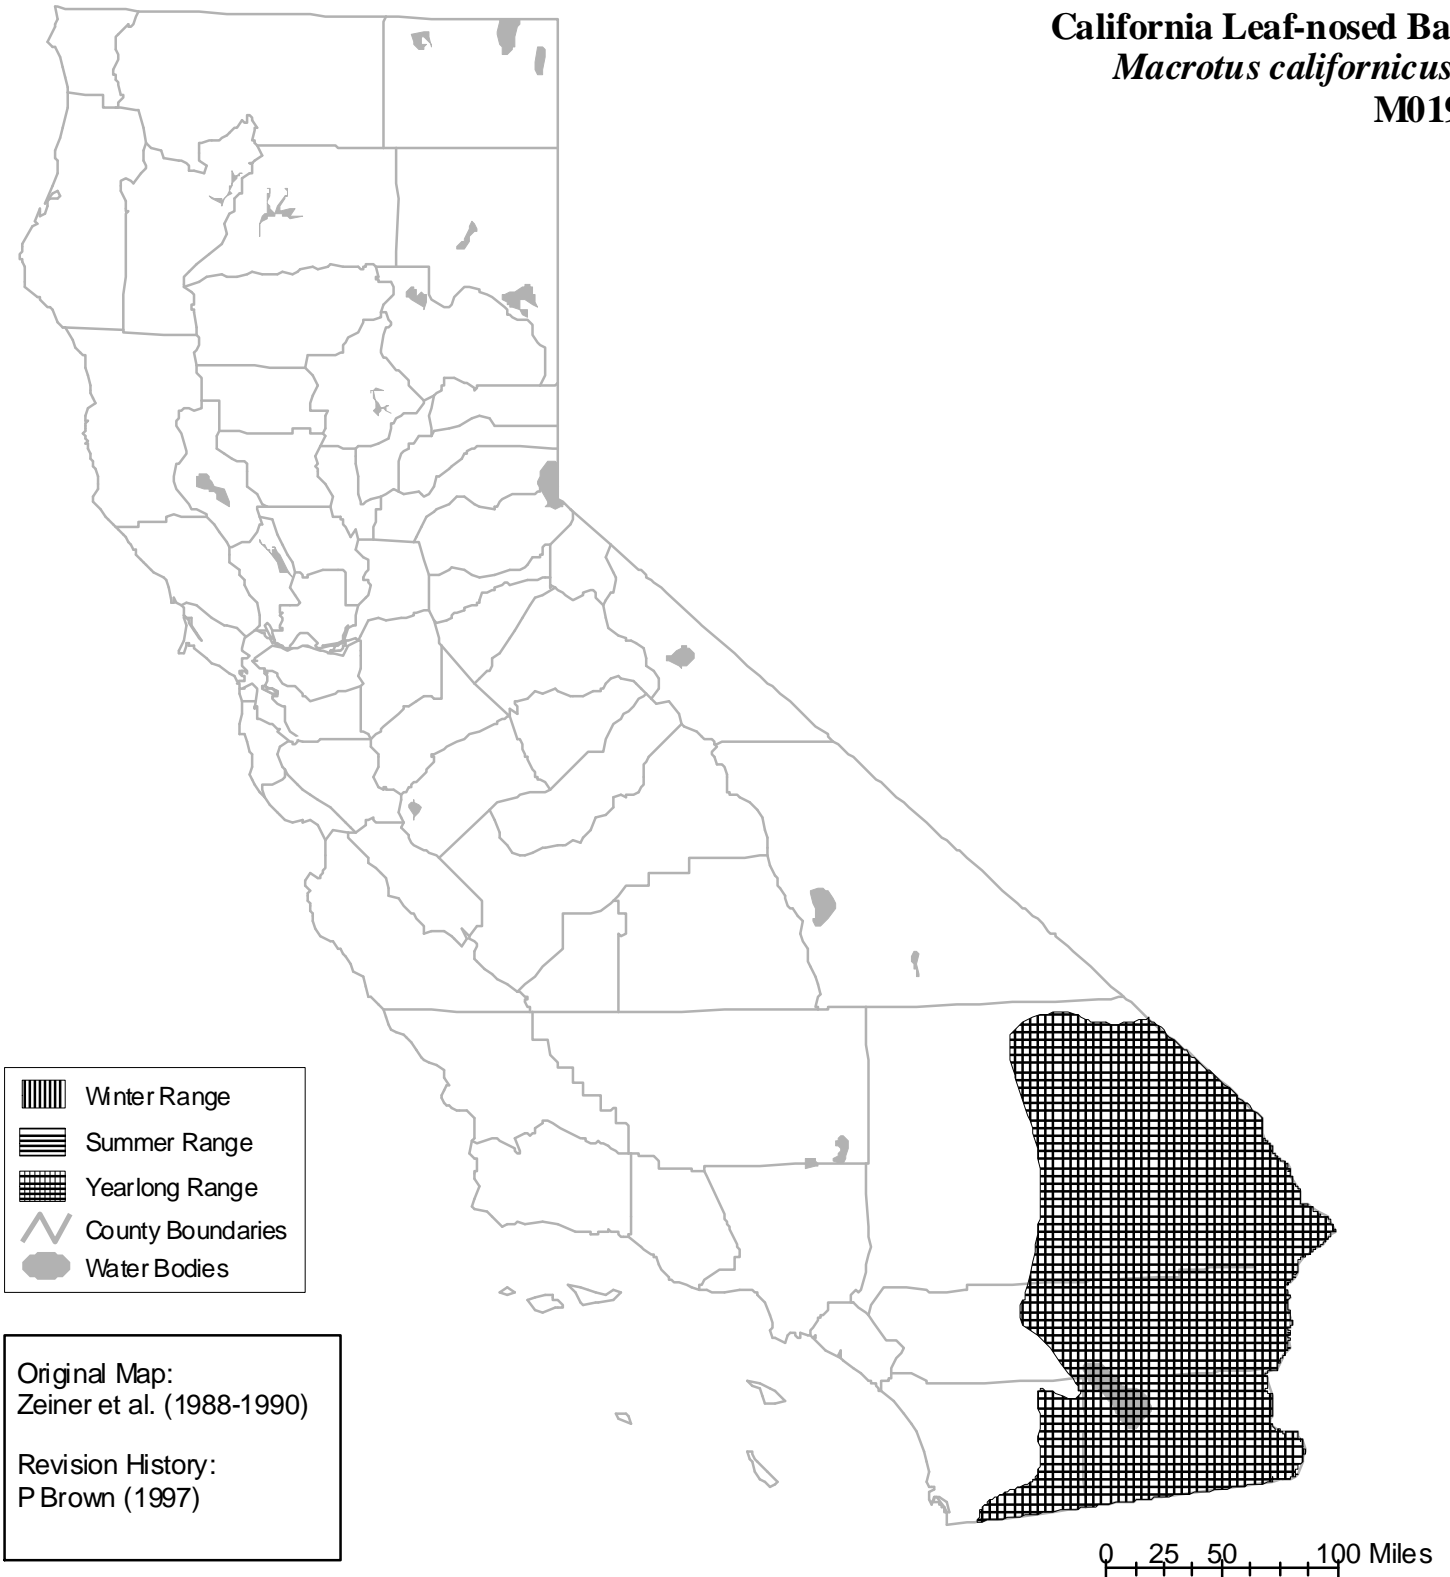 California Leaf-nosed Ba
Macrotus californicus
M019
Winter Range
Summer Range
Yearlong Range
County Boundaries
Water Bodies
Original Map:
Zeiner et al. (1988-1990)
Revision History:
P Brown (1997)
0 25 50 100 Miles